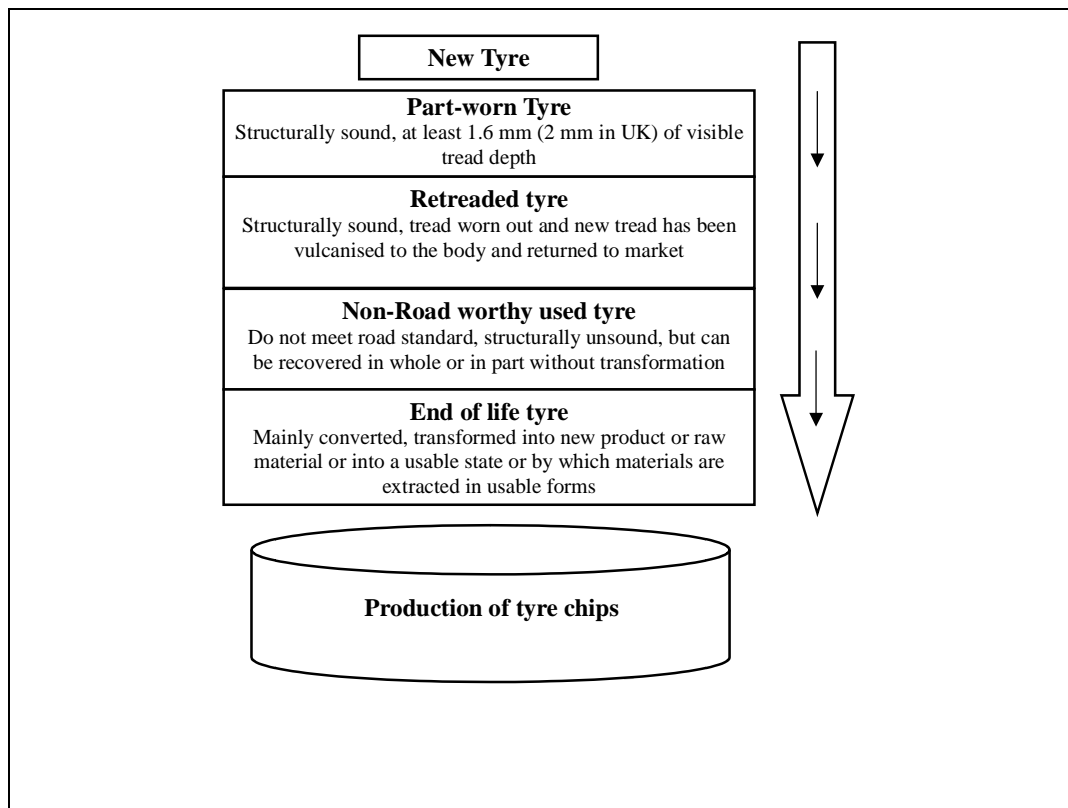 New Tyre
Part-worn Tyre
Structurally sound, at least 1.6 mm (2 mm in UK) of visible
tread depth
Retreaded tyre
Structurally sound, tread worn out and new tread has been
vulcanised to the body and returned to market
Non-Road worthy used tyre
Do not meet road standard, structurally unsound, but can
be recovered in whole or in part without transformation
End of life tyre
Mainly converted, transformed into new product or raw
material or into a usable state or by which materials are
extracted in usable forms
Production of tyre chips